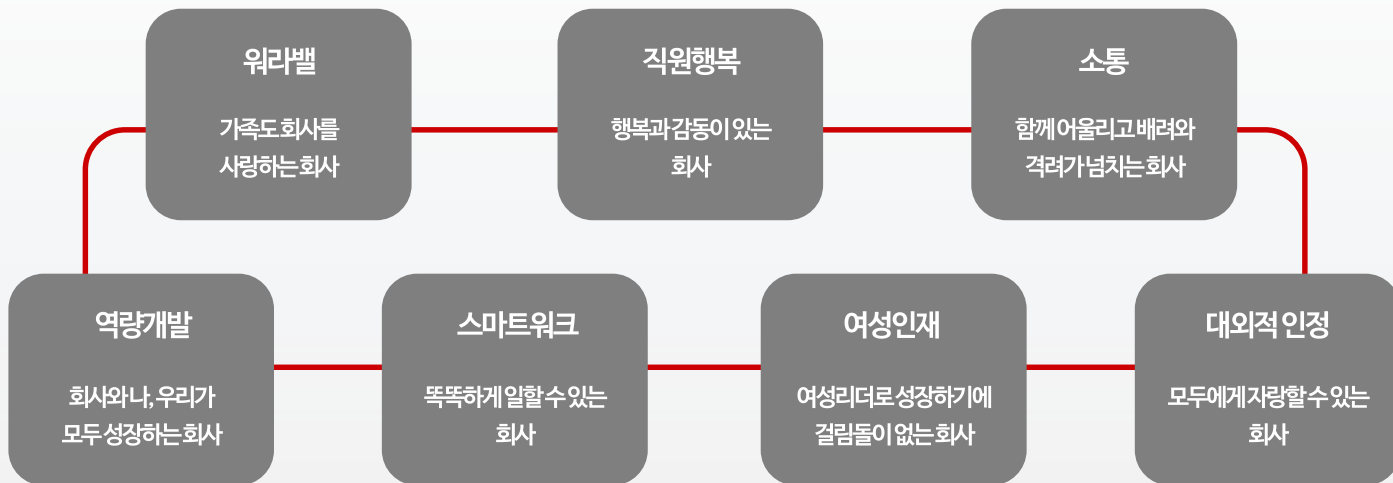 워라밸
가족도 회사를
사랑하는 회사
직원행복
행복과 감동이 있는
회사
소통
함께 어울리고 배려와
격려가 넘치는 회사
역량개발
회사와 나, 우리가
모두 성장하는 회사
스마트워크
똑똑하게 일할 수 있는
회사
여성인재
여성리더로 성장하기에
걸림돌이 없는 회사
대외적 인정
모두에게 자랑할 수 있는
회사